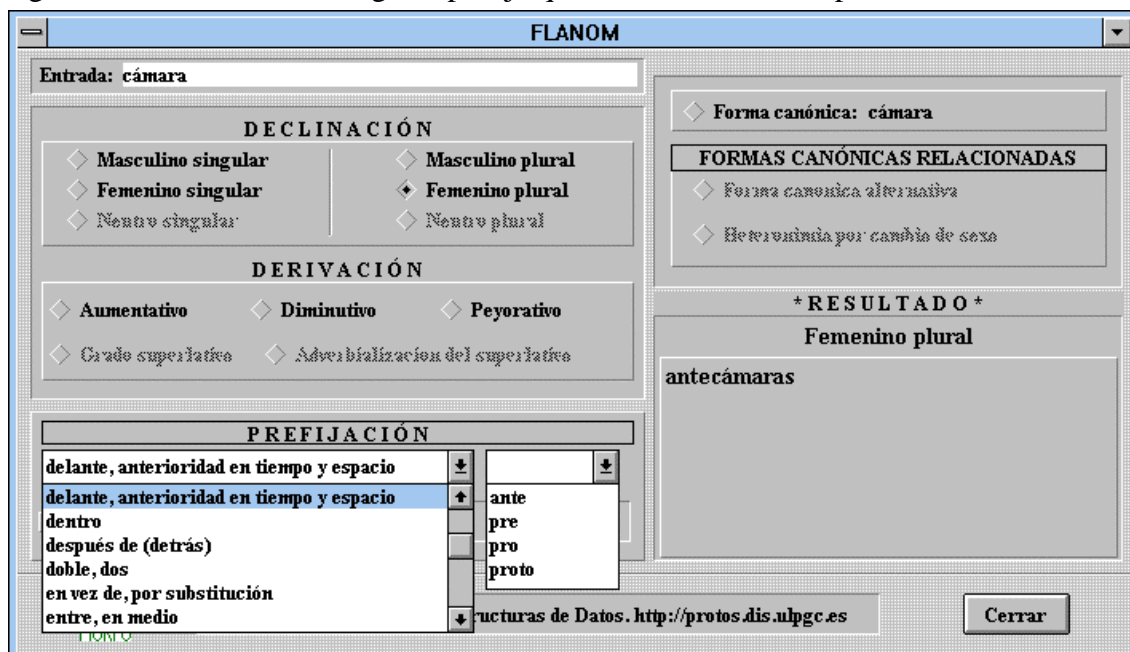 FLANOM
Entrada: cámara
DECLINACIÓN
Masculino singular Masculino plural
Femenino singular Femenino plural
Neutro singular Neutro plural
DERIVACIÓN
Aumentativo Diminutivo Peyorativo
Grado superlativo Adverbialización del superlativo
PREFIJACIÓN
delante, anterioridad en tiempo y espacio
delante, anterioridad en tiempo y espacio
dentro
después de (detrás)
doble, dos
en vez de, por substitución
entre, en medio
ante
pre
pro
proto
Forma canónica: cámara
FORMAS CANÓNICAS RELACIONADAS
Forma canónica alternativa
Heteronimia por cambio de sexo
*RESULTADO*
Femenino plural
antecámaras
ructuras de Datos. http://protos.dis.ulpgc.es
Cerrar